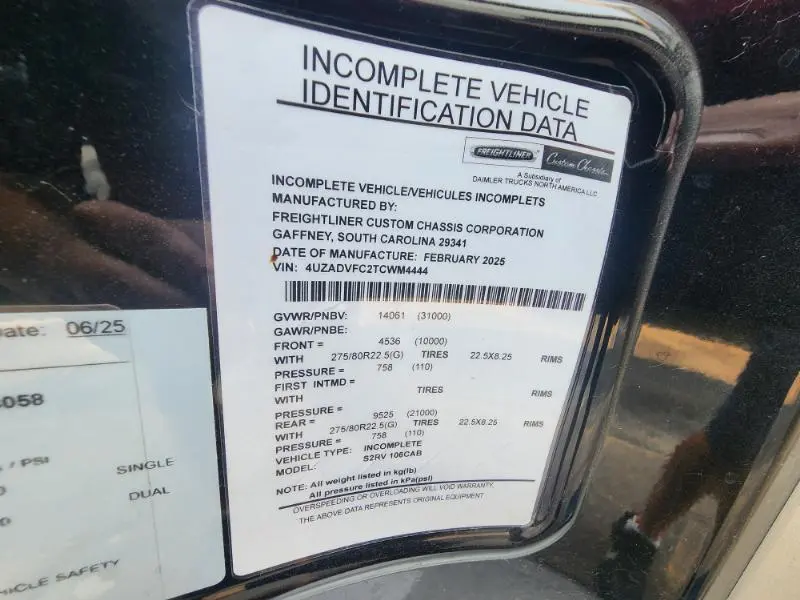 INCOMPLETE VEHICLE
IDENTIFICATION DATA
FREIGHTLINER Custom Chassis
A Subsidiary of
DAIMLER TRUCKS NORTH AMERICA LLC
INCOMPLETE VEHICLE/VEHICULES INCOMPLETS
MANUFACTURED BY:
FREIGHTLINER CUSTOM CHASSIS CORPORATION
GAFFNEY, SOUTH CAROLINA 29341
DATE OF MANUFACTURE: FEBRUARY 2025
VIN: 4UZADVFC2TCWM4444
GVWR/PNBV: 14061 (31000)
GAWR/PNBE:
FRONT = 4536 (10000)
WITH 275/80R22.5(G) TIRES 22.5X8.25 RIMS
PRESSURE = 758 (110)
FIRST INTMD =
WITH TIRES RIMS
PRESSURE =
REAR = 9525 (21000)
WITH 275/80R22.5(G) TIRES 22.5X8.25 RIMS
PRESSURE = 758 (110)
VEHICLE TYPE: INCOMPLETE
MODEL: S2RV 106CAB
NOTE: All weight listed in kg(lb)
All pressure listed in kPa(psi)
OVERSPEEDING OR OVERLOADING WILL VOID WARRANTY.
THE ABOVE DATA REPRESENTS ORIGINAL EQUIPMENT
Date: 06/25
058
/ PSI
SINGLE
DUAL
VEHICLE SAFETY